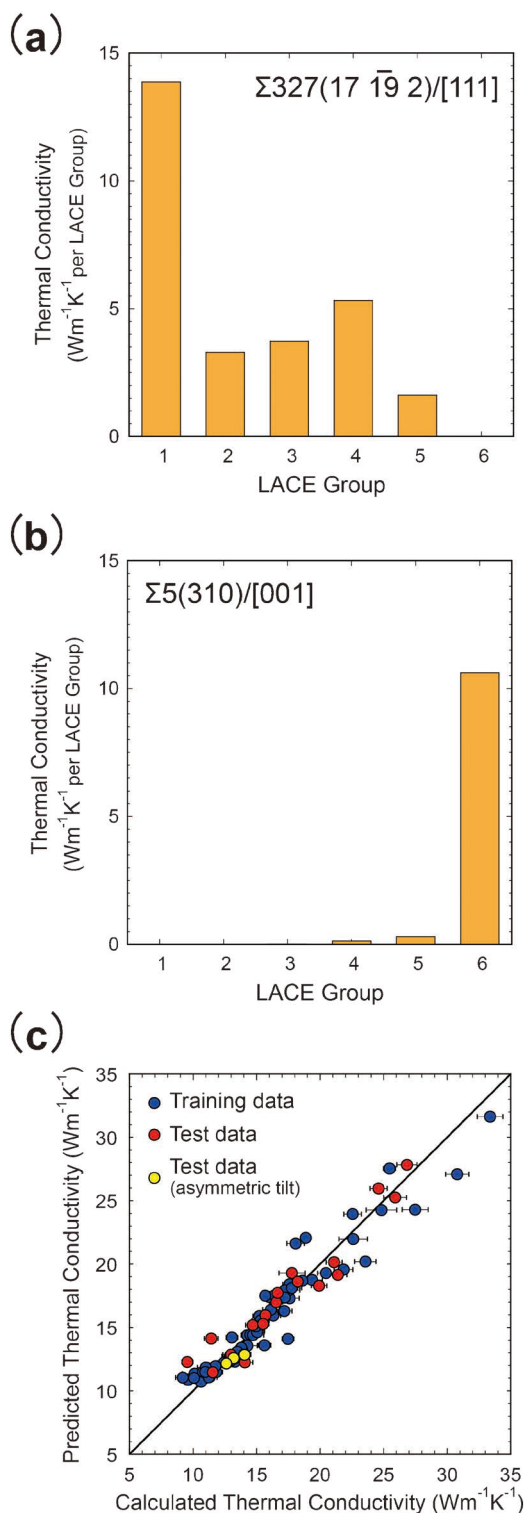 (a)
Σ327(17 1̅9̅ 2)/[111]
Thermal Conductivity
(Wm⁻¹K⁻¹ per LACE Group)
15
10
5
0
1 2 3 4 5 6
LACE Group
(b)
Σ5(310)/[001]
Thermal Conductivity
(Wm⁻¹K⁻¹ per LACE Group)
15
10
5
0
1 2 3 4 5 6
LACE Group
(c)
Predicted Thermal Conductivity (Wm⁻¹K⁻¹)
35
30
25
20
15
10
5
Training data
Test data
Test data
(asymmetric tilt)
5 10 15 20 25 30 35
Calculated Thermal Conductivity (Wm⁻¹K⁻¹)